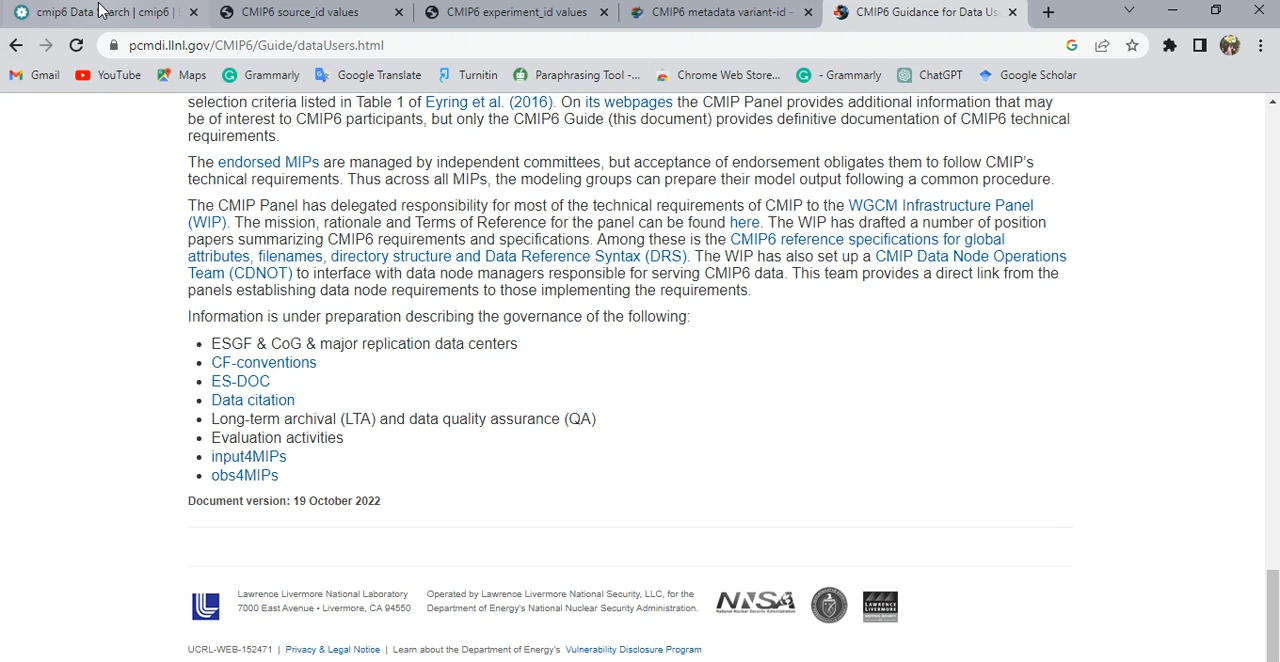 cmip6 Data Search | cmip6 | CMIP6 source_id values CMIP6 experiment_id values CMIP6 metadata variant-id – CMIP6 Guidance for Data Us
pcmdi.llnl.gov/CMIP6/Guide/dataUsers.html
Gmail YouTube Maps Grammarly Google Translate Turnitin Paraphrasing Tool -... Chrome Web Store... - Grammarly ChatGPT Google Scholar
selection criteria listed in Table 1 of Eyring et al. (2016). On its webpages the CMIP Panel provides additional information that may
be of interest to CMIP6 participants, but only the CMIP6 Guide (this document) provides definitive documentation of CMIP6 technical
requirements.
The endorsed MIPs are managed by independent committees, but acceptance of endorsement obligates them to follow CMIP's
technical requirements. Thus across all MIPs, the modeling groups can prepare their model output following a common procedure.
The CMIP Panel has delegated responsibility for most of the technical requirements of CMIP to the WGCM Infrastructure Panel
(WIP). The mission, rationale and Terms of Reference for the panel can be found here. The WIP has drafted a number of position
papers summarizing CMIP6 requirements and specifications. Among these is the CMIP6 reference specifications for global
attributes, filenames, directory structure and Data Reference Syntax (DRS). The WIP has also set up a CMIP Data Node Operations
Team (CDNOT) to interface with data node managers responsible for serving CMIP6 data. This team provides a direct link from the
panels establishing data node requirements to those implementing the requirements.
Information is under preparation describing the governance of the following:
• ESGF & CoG & major replication data centers
• CF-conventions
• ES-DOC
• Data citation
• Long-term archival (LTA) and data quality assurance (QA)
• Evaluation activities
• input4MIPs
• obs4MIPs
Document version: 19 October 2022
Lawrence Livermore National Laboratory
7000 East Avenue • Livermore, CA 94550
Operated by Lawrence Livermore National Security, LLC, for the
Department of Energy's National Nuclear Security Administration.
NNSA
National Nuclear Security Administration
LAWRENCE
LIVERMORE
UCRL-WEB-152471 | Privacy & Legal Notice | Learn about the Department of Energy's Vulnerability Disclosure Program